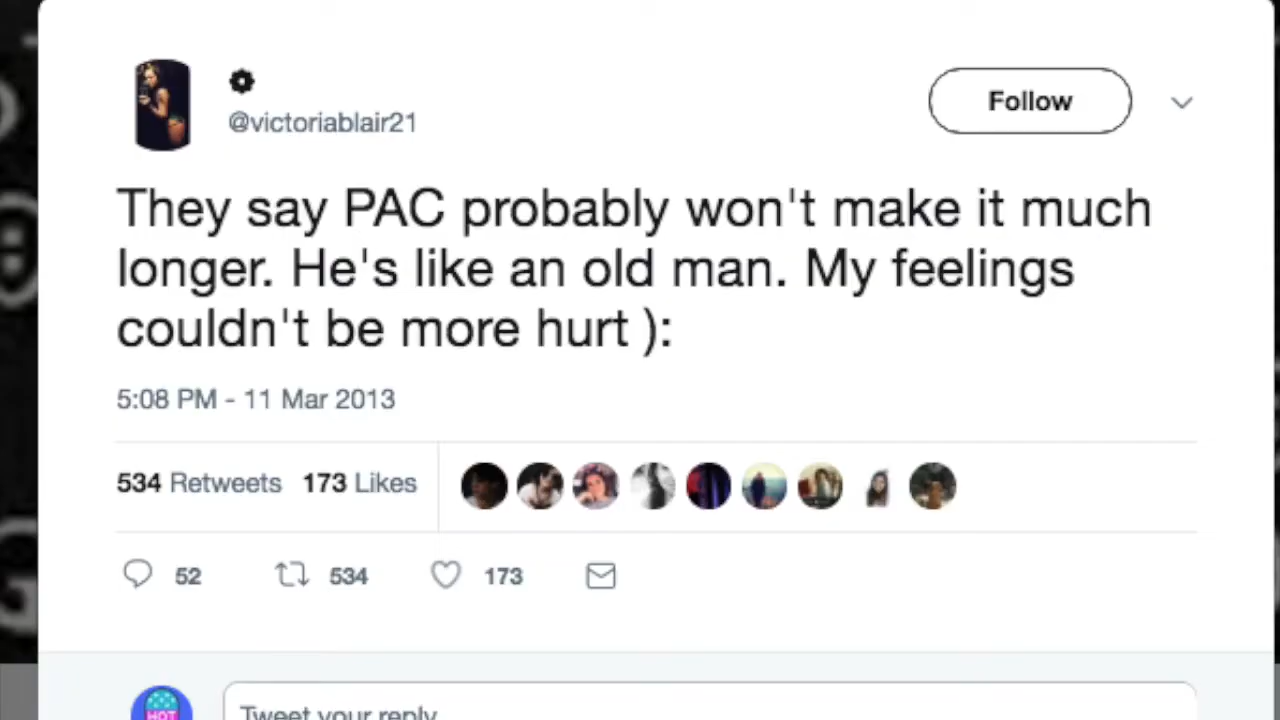 @victoriablair21
Follow
They say PAC probably won't make it much
longer. He's like an old man. My feelings
couldn't be more hurt ):
5:08 PM - 11 Mar 2013
534 Retweets 173 Likes
52 534 173
HOT
Tweet your reply